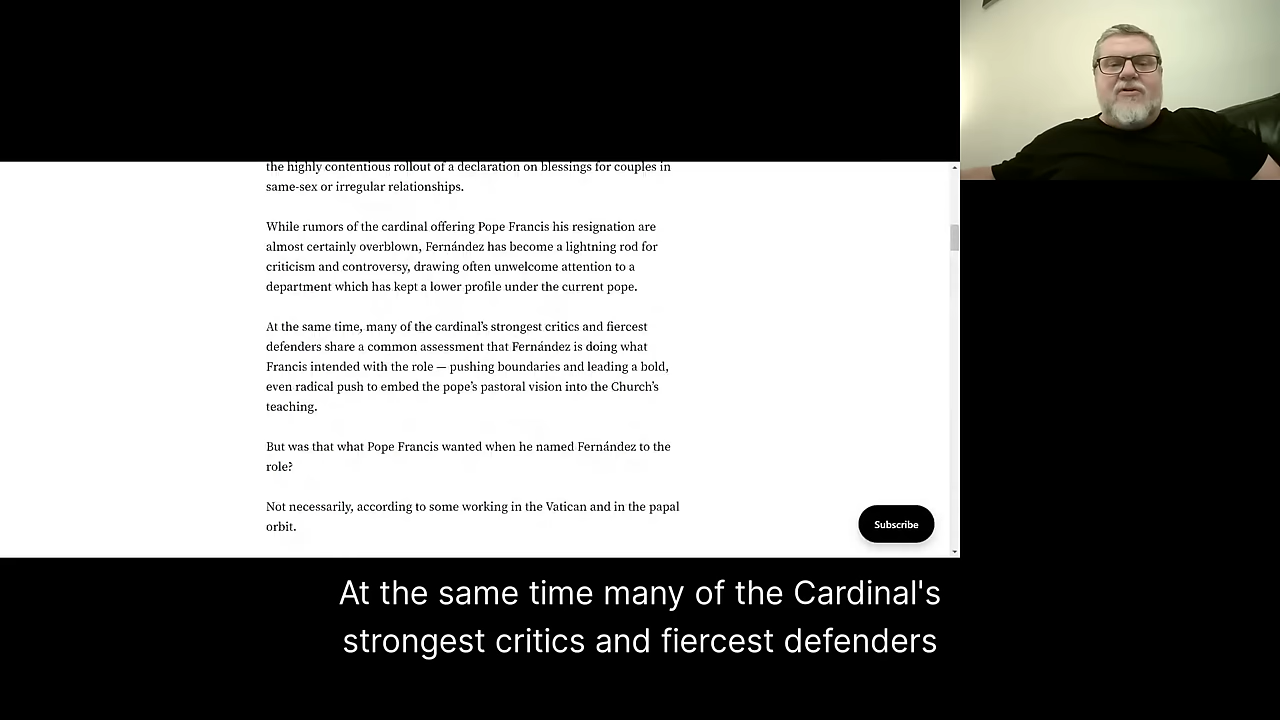 the highly contentious rollout of a declaration on blessings for couples in
same-sex or irregular relationships.
While rumors of the cardinal offering Pope Francis his resignation are
almost certainly overblown, Fernández has become a lightning rod for
criticism and controversy, drawing often unwelcome attention to a
department which has kept a lower profile under the current pope.
At the same time, many of the cardinal’s strongest critics and fiercest
defenders share a common assessment that Fernández is doing what
Francis intended with the role — pushing boundaries and leading a bold,
even radical push to embed the pope’s pastoral vision into the Church’s
teaching.
But was that what Pope Francis wanted when he named Fernández to the
role?
Not necessarily, according to some working in the Vatican and in the papal
orbit.
Subscribe
At the same time many of the Cardinal's
strongest critics and fiercest defenders